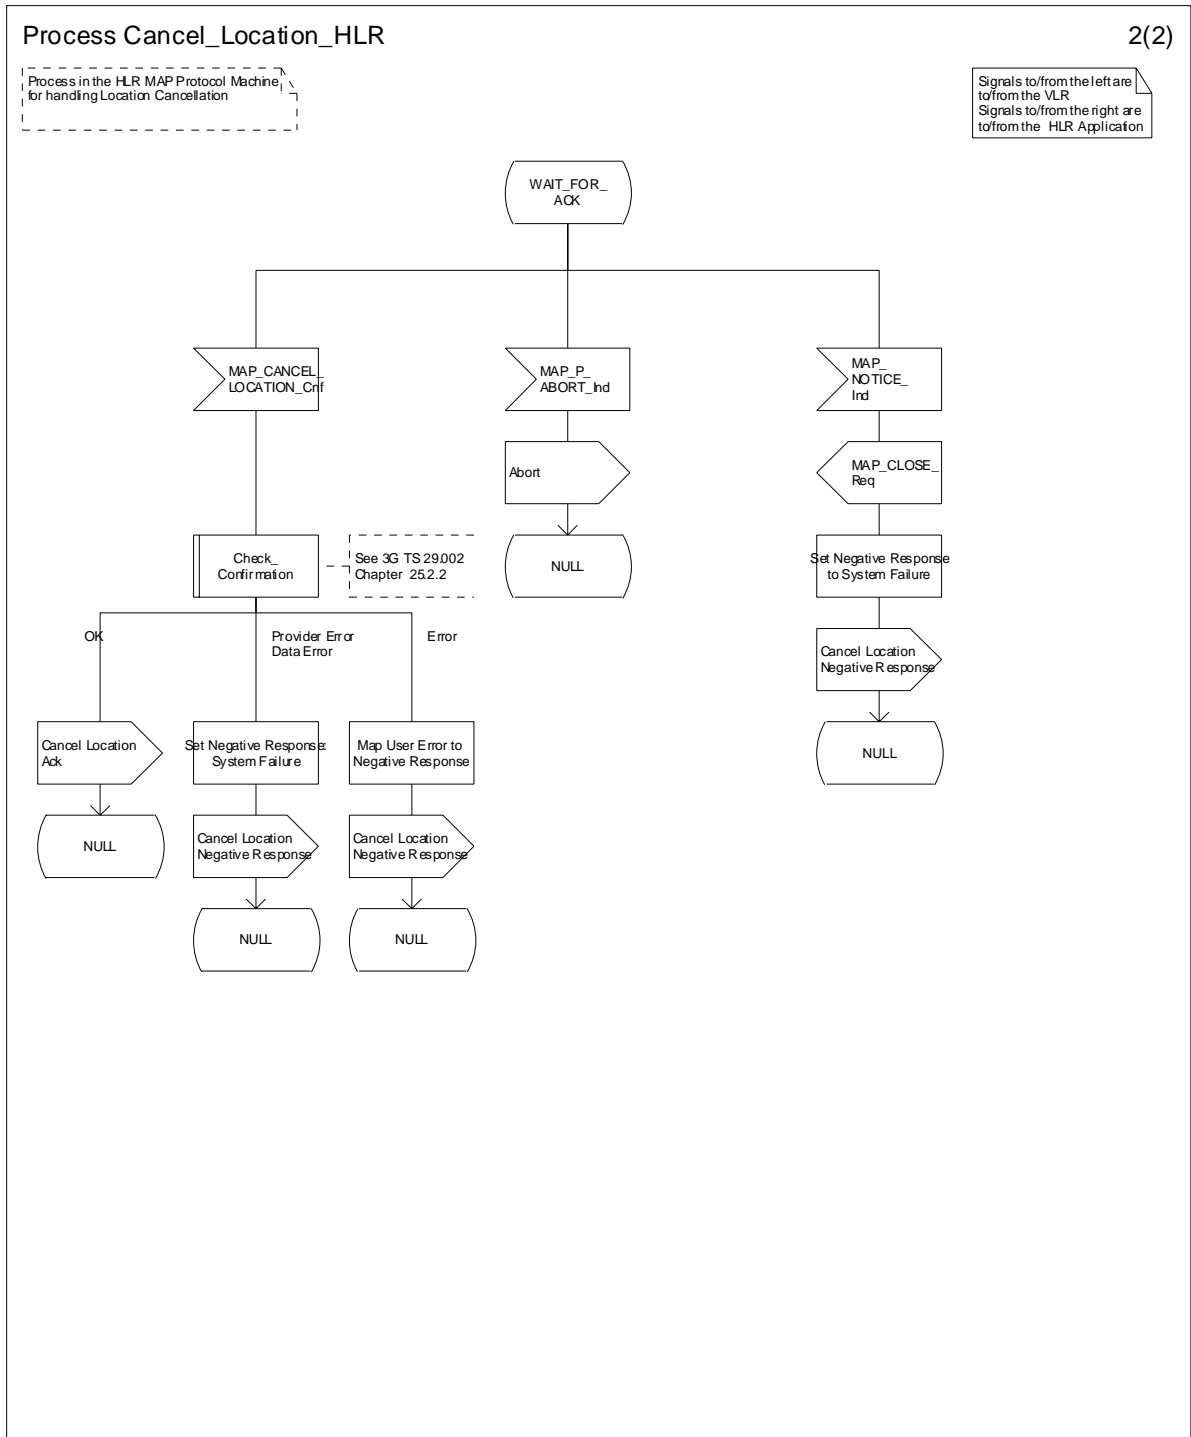 Process Cancel_Location_HLR
2(2)
Process in the HLR MAP Protocol Machine
for handling Location Cancellation
Signals to/from the left are
to/from the VLR
Signals to/from the right are
to/from the HLR Application
WAIT_FOR_
ACK
MAP_CANCEL_
LOCATION_Cnf
MAP_P_
ABORT_Ind
MAP_
NOTICE_
Ind
Abort
MAP_CLOSE_
Req
Check_
Confirmation
See 3G TS 29.002
Chapter 25.2.2
NULL
Set Negative Response
to System Failure
OK
Provider Error
Data Error
Error
Cancel Location
Negative Response
Cancel Location
Ack
Set Negative Response:
System Failure
Map User Error to
Negative Response
NULL
NULL
Cancel Location
Negative Response
Cancel Location
Negative Response
NULL
NULL